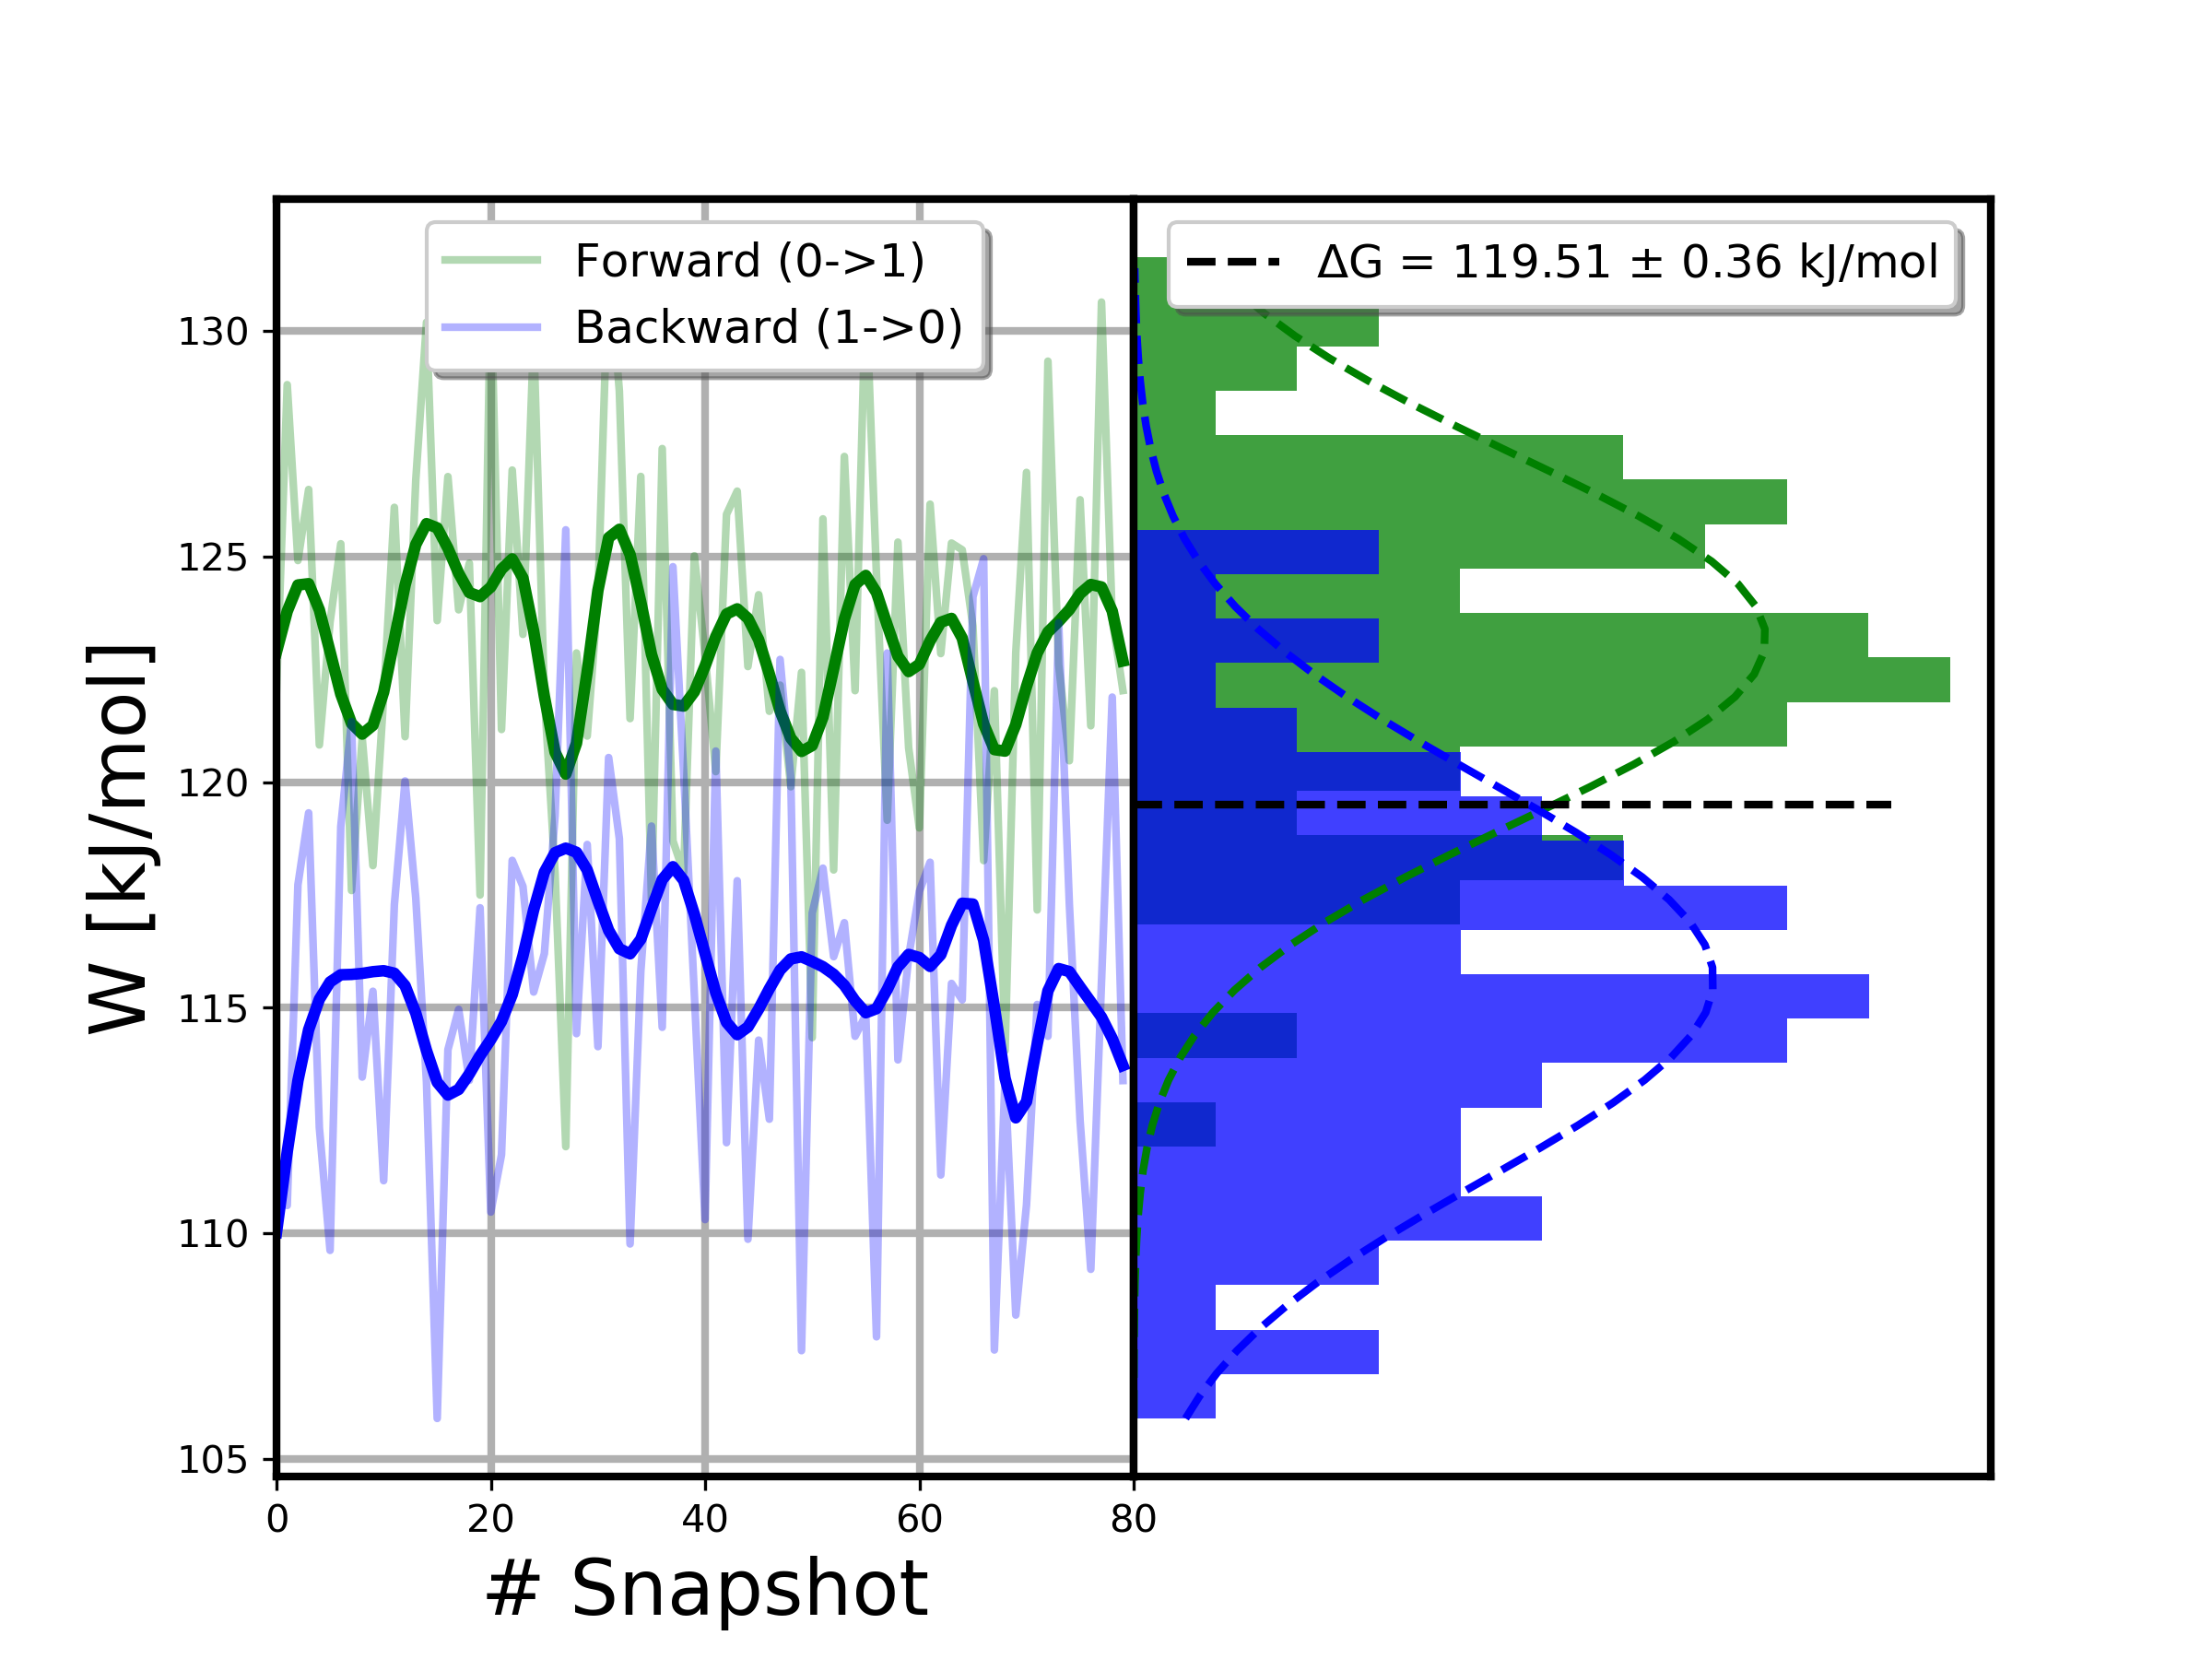 Forward (0->1)
Backward (1->0)
ΔG = 119.51 ± 0.36 kJ/mol
W [kJ/mol]
130
125
120
115
110
105
0 20 40 60 80
# Snapshot